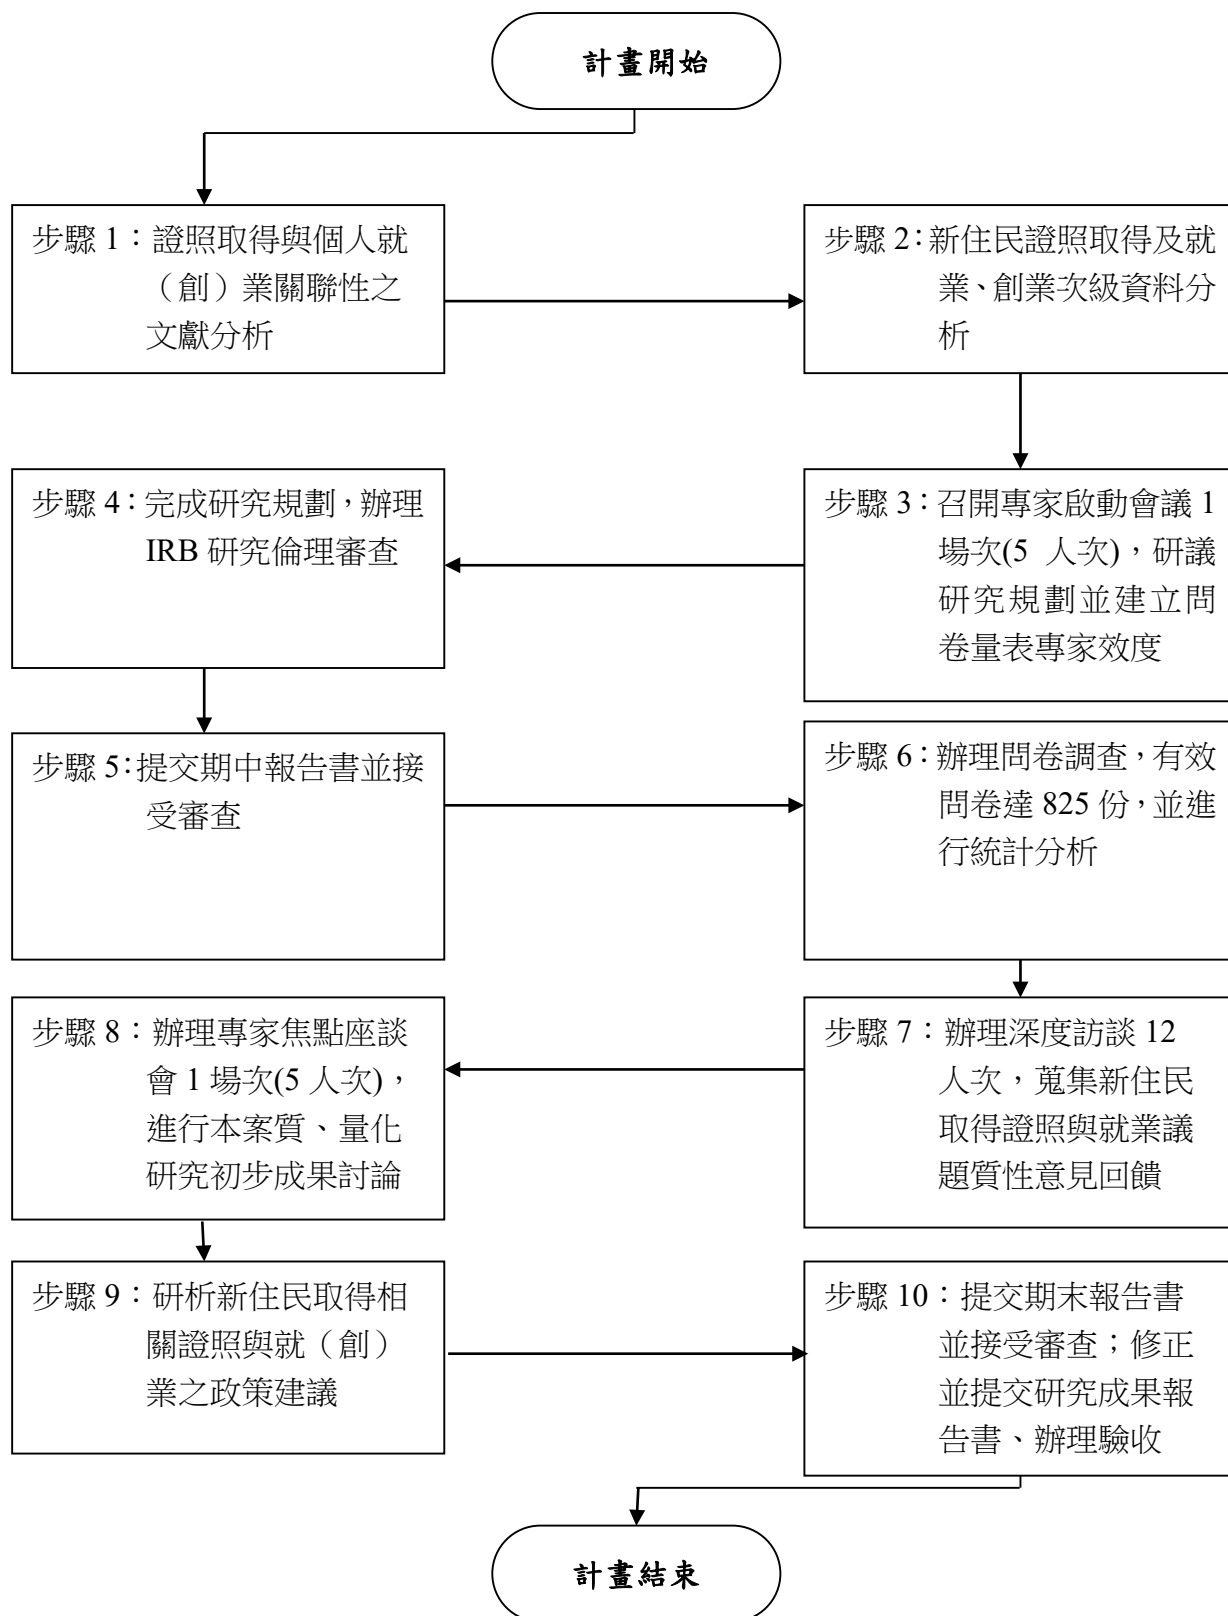 計畫開始
步驟 1：證照取得與個人就
（創）業關聯性之
文獻分析
步驟 2：新住民證照取得及就
業、創業次級資料分
析
步驟 3：召開專家啟動會議 1
場次(5 人次)，研議
研究規劃並建立問
卷量表專家效度
步驟 4：完成研究規劃，辦理
IRB 研究倫理審查
步驟 5：提交期中報告書並接
受審查
步驟 6：辦理問卷調查，有效
問卷達 825 份，並進
行統計分析
步驟 7：辦理深度訪談 12
人次，蒐集新住民
取得證照與就業議
題質性意見回饋
步驟 8：辦理專家焦點座談
會 1 場次(5 人次)，
進行本案質、量化
研究初步成果討論
步驟 9：研析新住民取得相
關證照與就（創）
業之政策建議
步驟 10：提交期末報告書
並接受審查；修正
並提交研究成果報
告書、辦理驗收
計畫結束